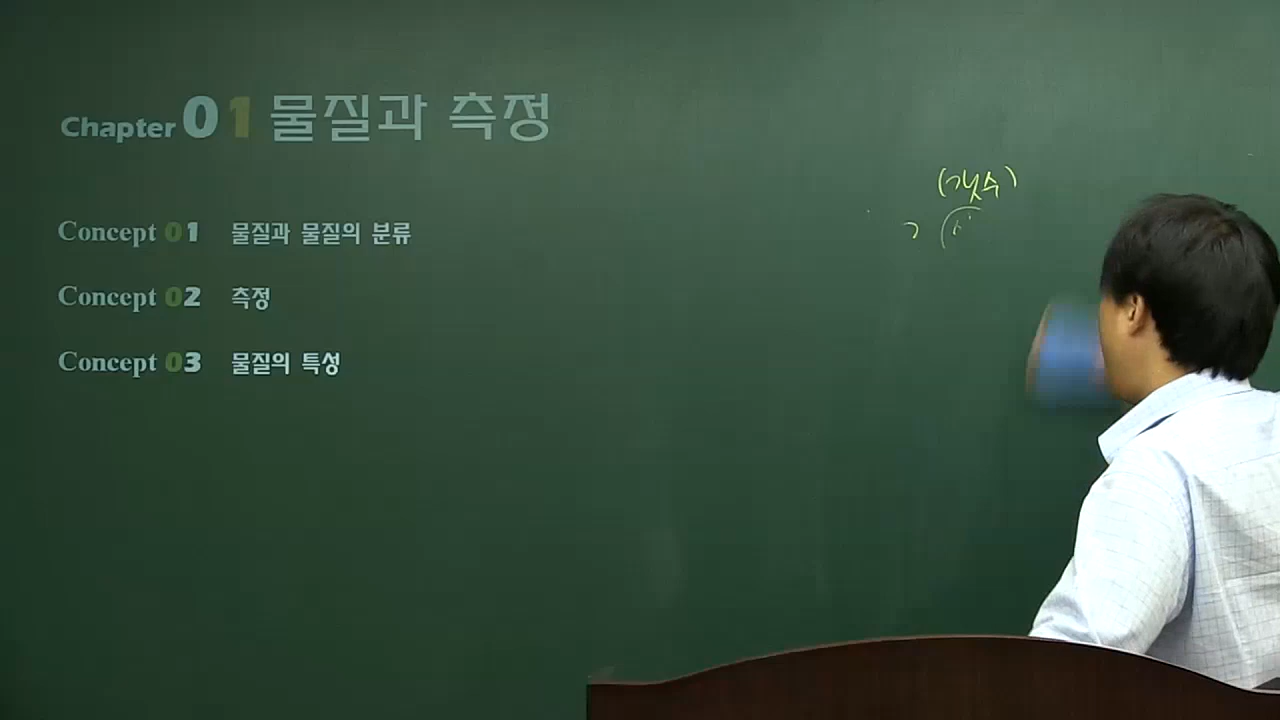 Chapter 01 물질과 측정
Concept 01 물질과 물질의 분류
Concept 02 측정
Concept 03 물질의 특성
(갯수)